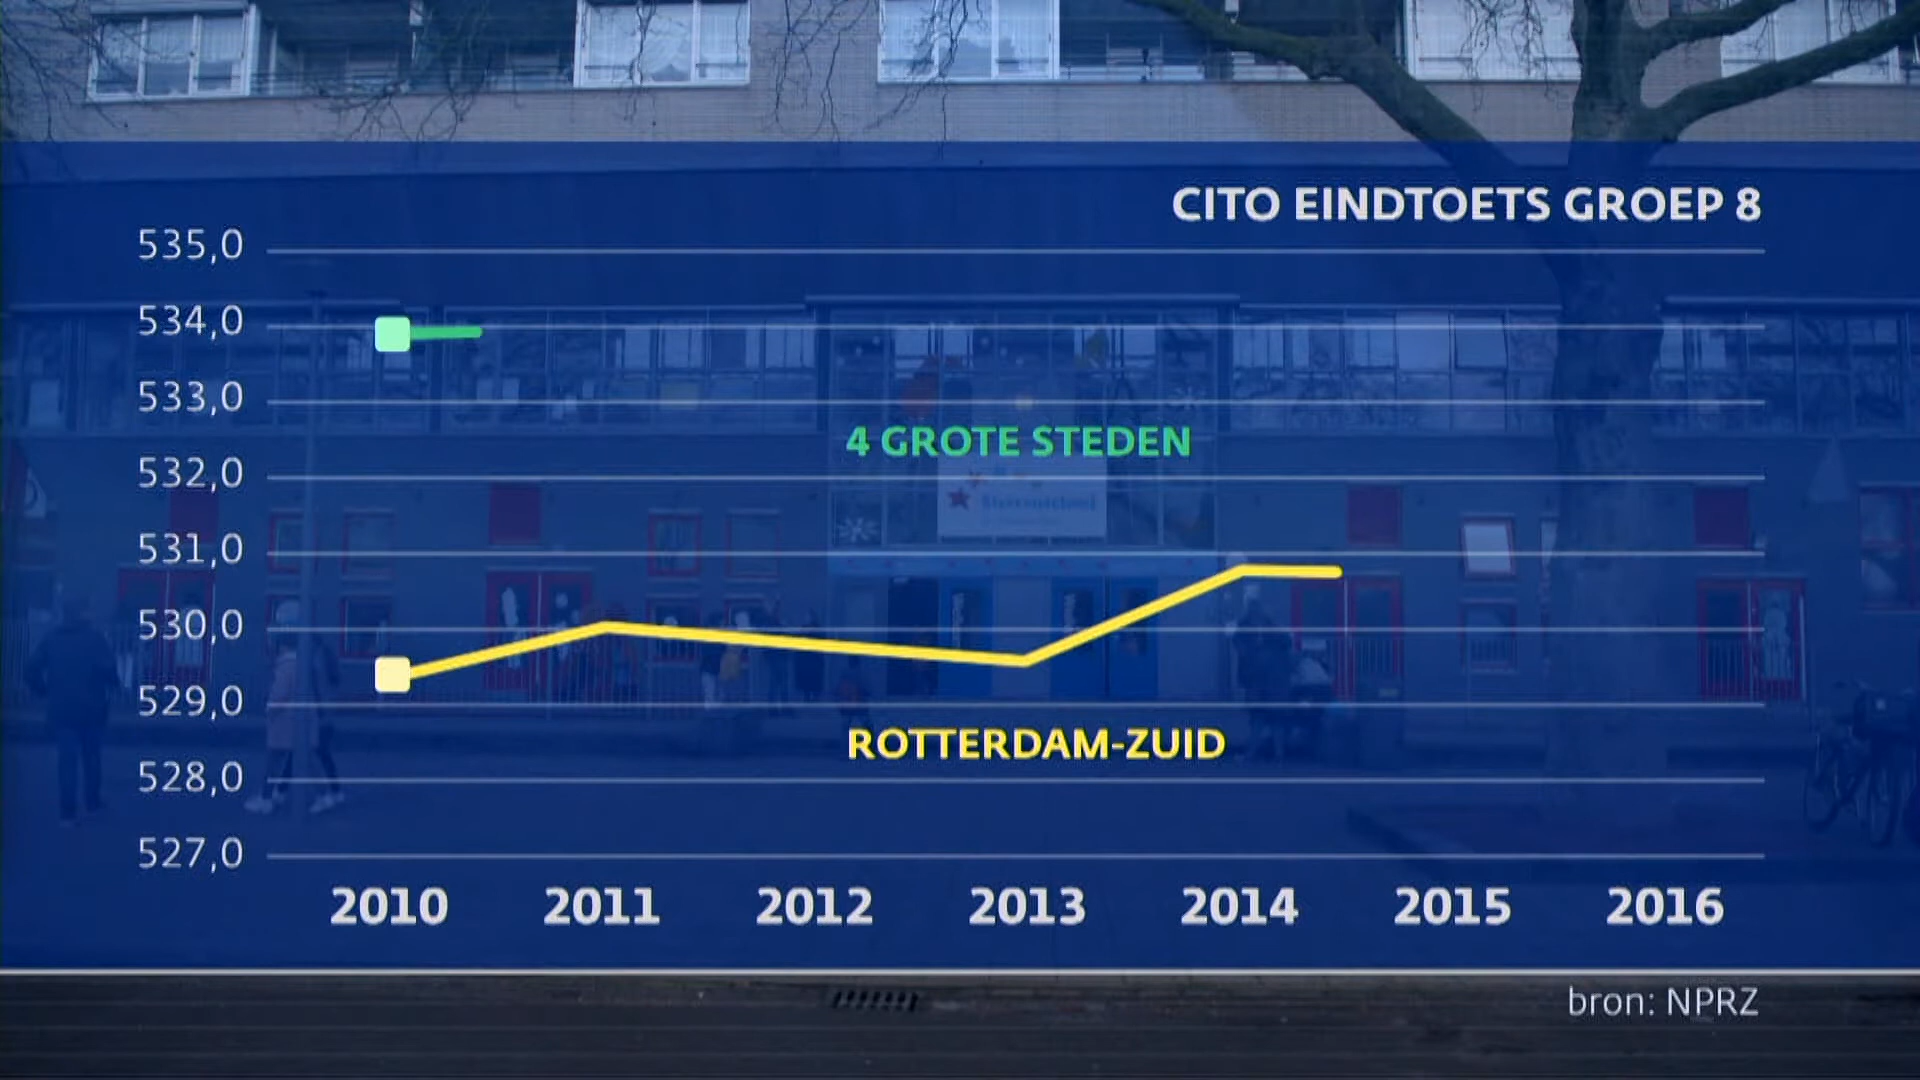 CITO EINDTOETS GROEP 8
535,0
534,0
533,0
4 GROTE STEDEN
532,0
531,0
530,0
529,0
ROTTERDAM-ZUID
528,0
527,0
2010 2011 2012 2013 2014 2015 2016
bron: NPRZ